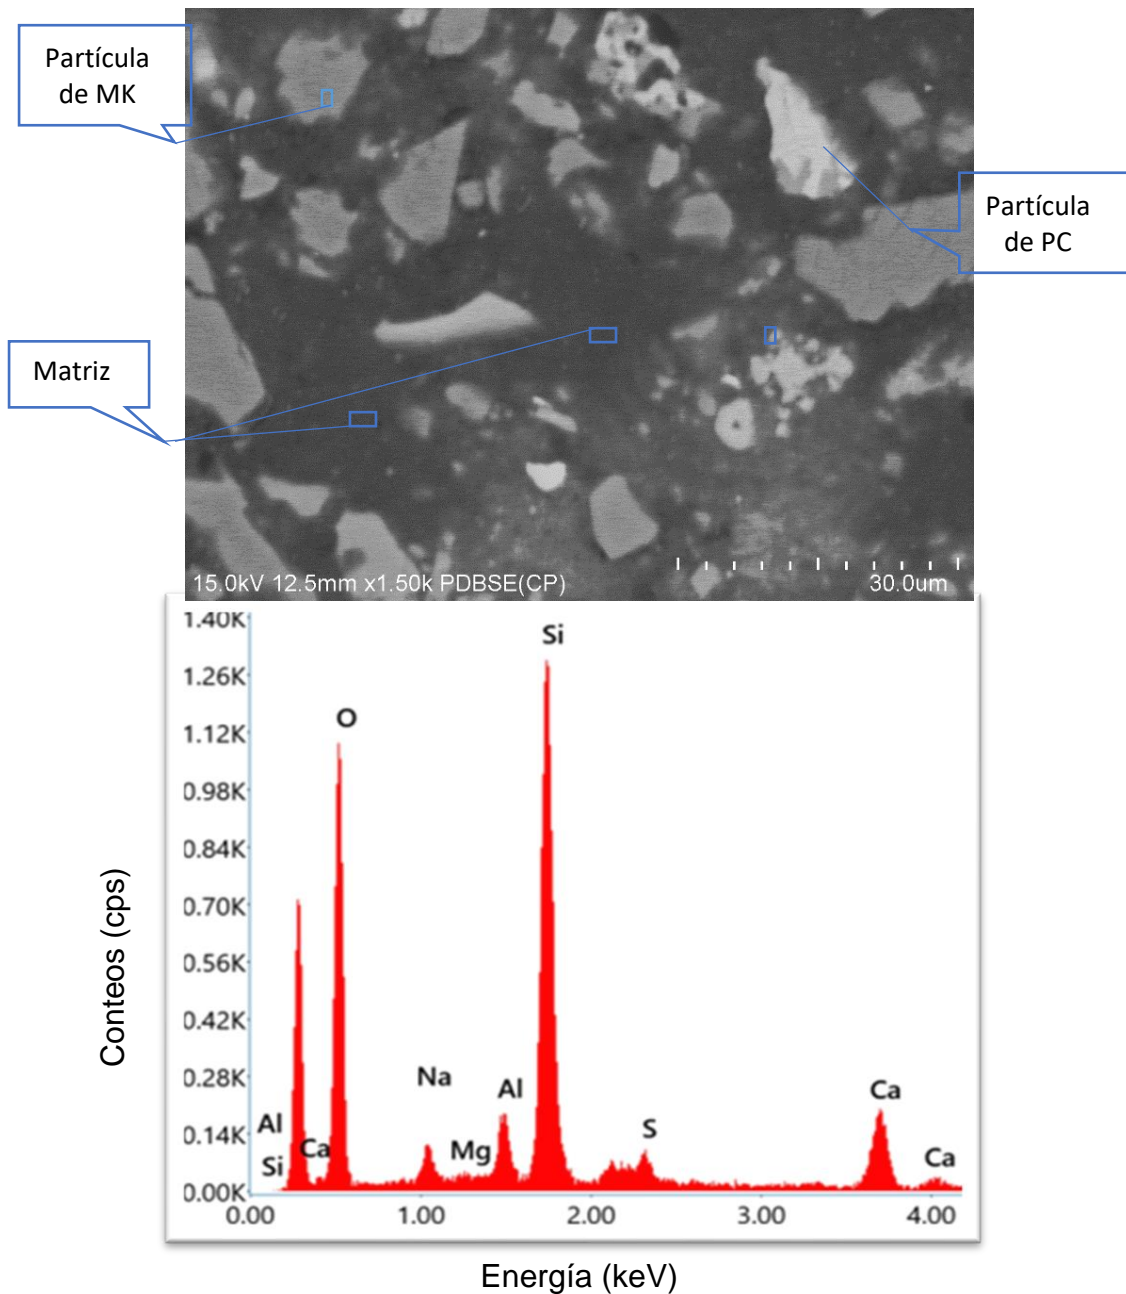 Partícula
de MK
Partícula
de PC
Matriz
15.0kV 12.5mm x1.50k PDBSE(CP)
30.0um
1.40K
1.26K
1.12K
0.98K
0.84K
0.70K
0.56K
0.42K
0.28K
0.14K
0.00K
Si
O
Na
Al
Al
Ca
Mg
Si
S
Ca
Ca
0.00
1.00
2.00
3.00
4.00
Conteos (cps)
Energía (keV)